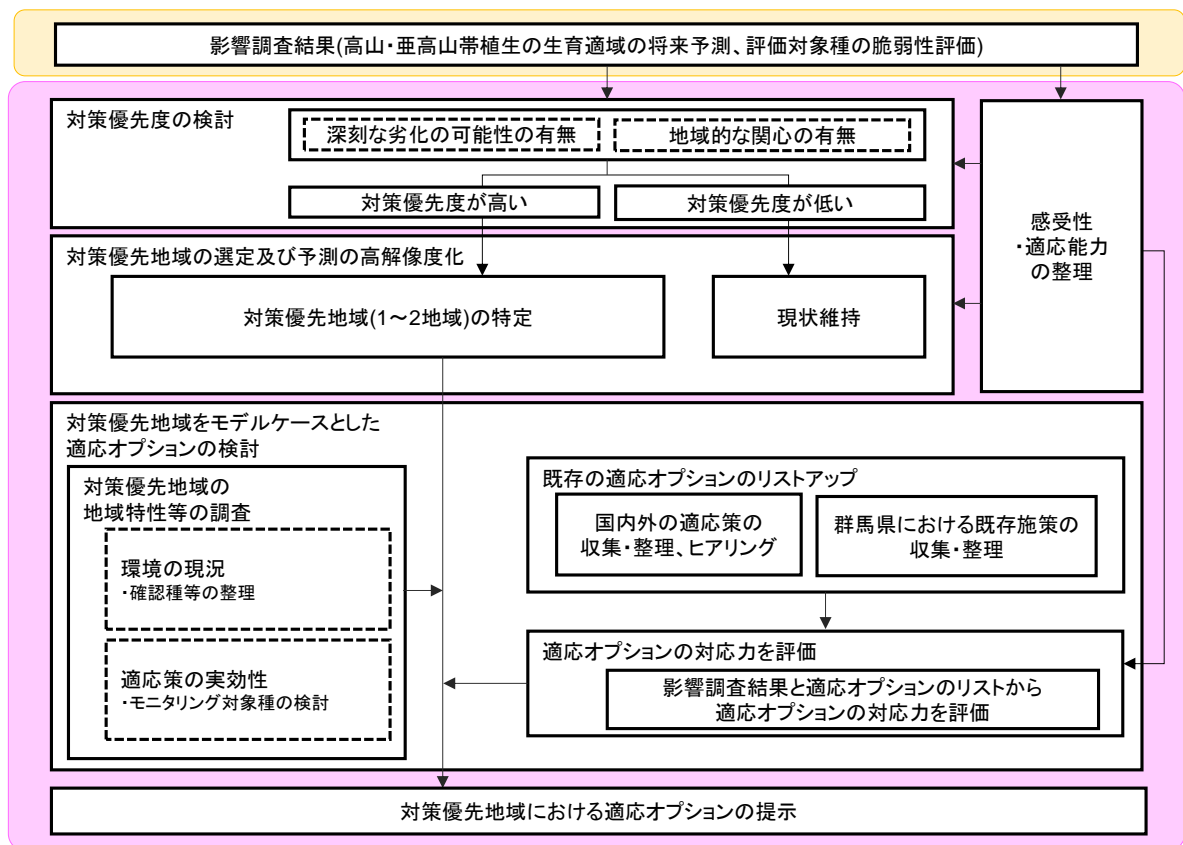 影響調査結果(高山・亜高山帯植生の生育適域の将来予測、評価対象種の脆弱性評価)
対策優先度の検討
深刻な劣化の可能性の有無
地域的な関心の有無
対策優先度が高い
対策優先度が低い
感受性
・適応能力
の整理
対策優先地域の選定及び予測の高解像度化
対策優先地域(1～2地域)の特定
現状維持
対策優先地域をモデルケースとした
適応オプションの検討
対策優先地域の
地域特性等の調査
環境の現況
・確認種等の整理
適応策の実効性
・モニタリング対象種の検討
既存の適応オプションのリストアップ
国内外の適応策の
収集・整理、ヒアリング
群馬県における既存施策の
収集・整理
適応オプションの対応力を評価
影響調査結果と適応オプションのリストから
適応オプションの対応力を評価
対策優先地域における適応オプションの提示